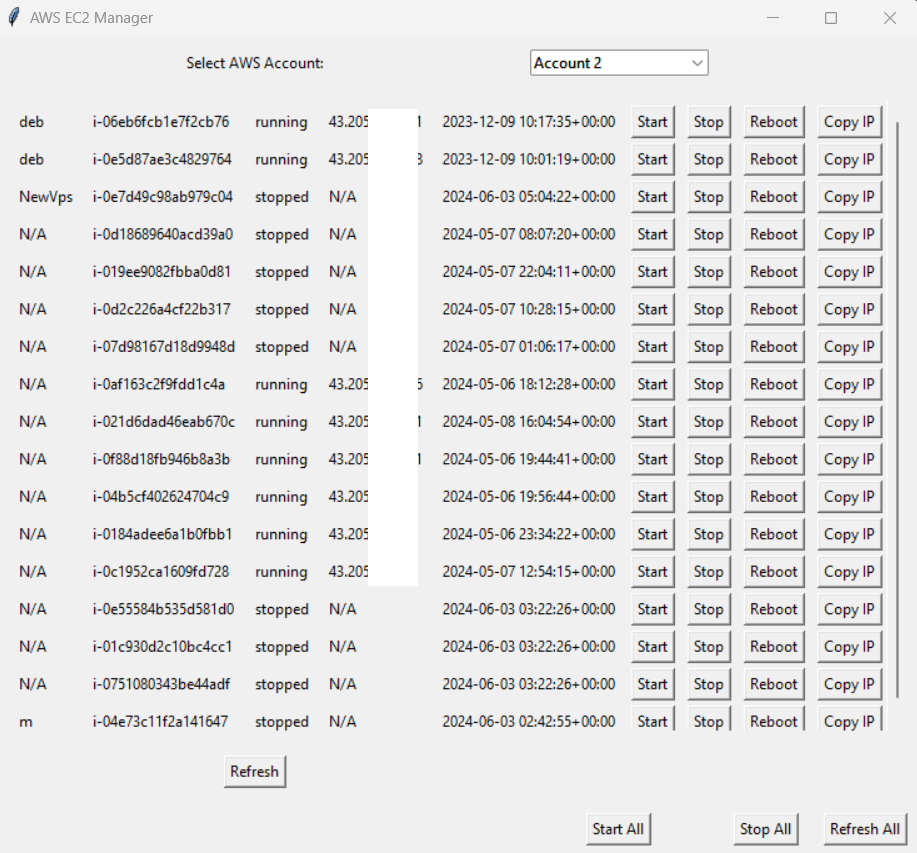 AWS EC2 Manager
Select AWS Account: Account 2
deb i-06eb6fcb1e7f2cb76 running 43.205 1 2023-12-09 10:17:35+00:00 Start Stop Reboot Copy IP
deb i-0e5d87ae3c4829764 running 43.205 3 2023-12-09 10:01:19+00:00 Start Stop Reboot Copy IP
NewVps i-0e7d49c98ab979c04 stopped N/A 2024-06-03 05:04:22+00:00 Start Stop Reboot Copy IP
N/A i-0d18689640acd39a0 stopped N/A 2024-05-07 08:07:20+00:00 Start Stop Reboot Copy IP
N/A i-019ee9082fbba0d81 stopped N/A 2024-05-07 22:04:11+00:00 Start Stop Reboot Copy IP
N/A i-0d2c226a4cf22b317 stopped N/A 2024-05-07 10:28:15+00:00 Start Stop Reboot Copy IP
N/A i-07d98167d18d9948d stopped N/A 2024-05-07 01:06:17+00:00 Start Stop Reboot Copy IP
N/A i-0af163c2f9fdd1c4a running 43.205 2024-05-06 18:12:28+00:00 Start Stop Reboot Copy IP
N/A i-021d6dad46eab670c running 43.205 1 2024-05-08 16:04:54+00:00 Start Stop Reboot Copy IP
N/A i-0f88d18fb946b8a3b running 43.205 1 2024-05-06 19:44:41+00:00 Start Stop Reboot Copy IP
N/A i-04b5cf402624704c9 running 43.205 2024-05-06 19:56:44+00:00 Start Stop Reboot Copy IP
N/A i-0184adee6a1b0fbb1 running 43.205 2024-05-06 23:34:22+00:00 Start Stop Reboot Copy IP
N/A i-0c1952ca1609fd728 running 43.205 2024-05-07 12:54:15+00:00 Start Stop Reboot Copy IP
N/A i-0e55584b535d581d0 stopped N/A 2024-06-03 03:22:26+00:00 Start Stop Reboot Copy IP
N/A i-01c930d2c10bc4cc1 stopped N/A 2024-06-03 03:22:26+00:00 Start Stop Reboot Copy IP
N/A i-0751080343be44adf stopped N/A 2024-06-03 03:22:26+00:00 Start Stop Reboot Copy IP
m i-04e73c11f2a141647 stopped N/A 2024-06-03 02:42:55+00:00 Start Stop Reboot Copy IP
Refresh
Start All Stop All Refresh All